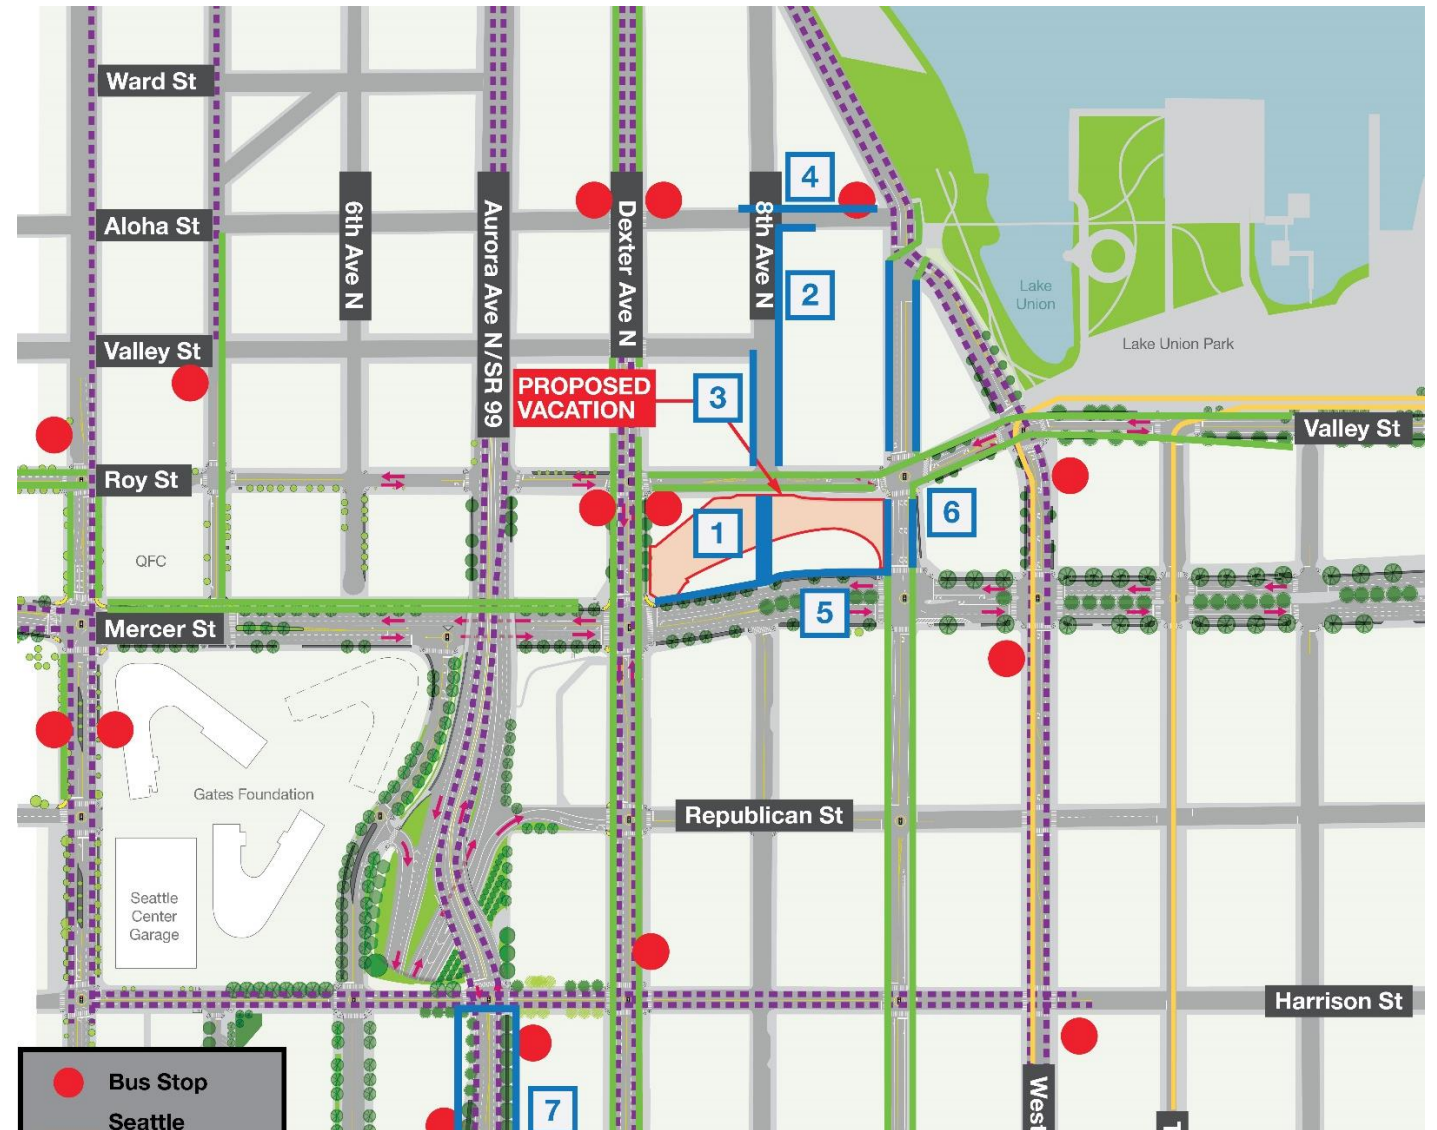 Ward St
4
Aloha St
6th Ave N
Aurora Ave N/SR 99
Dexter Ave N
8th Ave N
2
Lake
Union
Lake Union Park
Valley St
PROPOSED
VACATION
3
Valley St
Roy St
1
6
QFC
Mercer St
5
Gates Foundation
Republican St
Seattle
Center
Garage
Harrison St
Bus Stop
Seattle
7
West
T